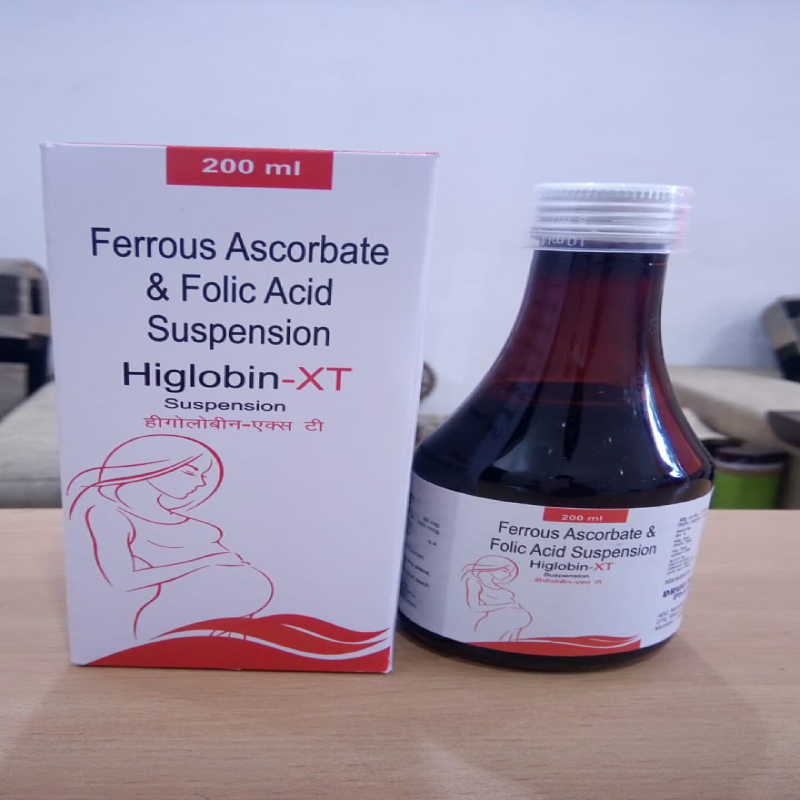 200 ml
Ferrous Ascorbate
& Folic Acid
Suspension
Higlobin-XT
Suspension
हीगोलोबीन-एक्स टी
200 ml
Ferrous Ascorbate &
Folic Acid Suspension
Higlobin-XT
Suspension
हीगोलोबीन-एक्स टी